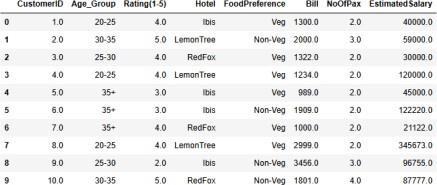 CustomerID Age_Group Rating(1-5) Hotel FoodPreference Bill NoOfPax EstimatedSalary
0 1.0 20-25 4.0 Ibis Veg 1300.0 2.0 40000.0
1 2.0 30-35 5.0 LemonTree Non-Veg 2000.0 3.0 59000.0
2 3.0 25-30 4.0 RedFox Veg 1322.0 2.0 30000.0
3 4.0 20-25 4.0 LemonTree Veg 1234.0 2.0 120000.0
4 5.0 35+ 3.0 Ibis Veg 989.0 2.0 45000.0
5 6.0 35+ 3.0 Ibis Non-Veg 1909.0 2.0 122220.0
6 7.0 35+ 4.0 RedFox Veg 1000.0 2.0 21122.0
7 8.0 20-25 4.0 LemonTree Veg 2999.0 2.0 345673.0
8 9.0 25-30 2.0 Ibis Non-Veg 3456.0 3.0 96755.0
9 10.0 30-35 5.0 RedFox Non-Veg 1801.0 4.0 87777.0